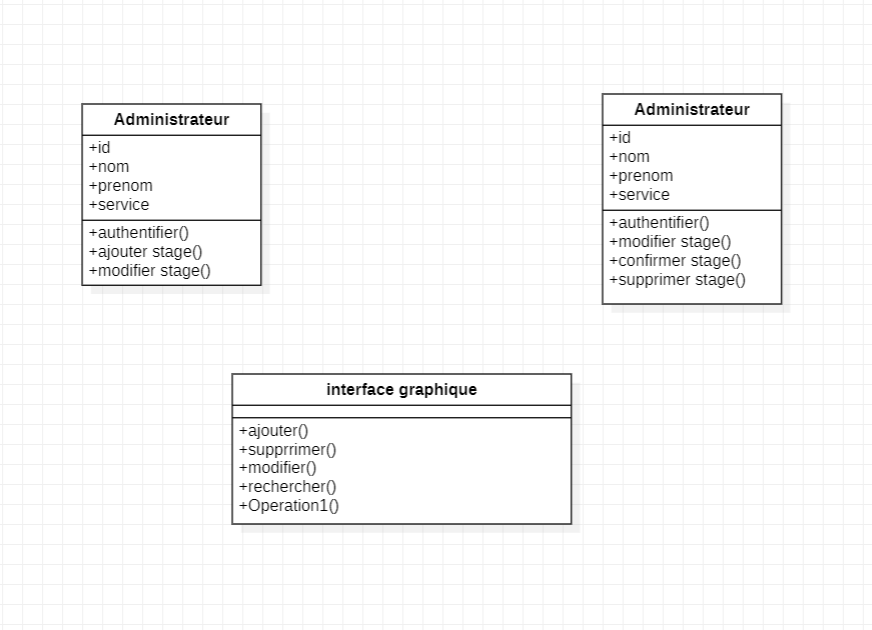 Administrateur
+id
+nom
+prenom
+service
+authentifier()
+ajouter stage()
+modifier stage()
Administrateur
+id
+nom
+prenom
+service
+authentifier()
+modifier stage()
+confirmer stage()
+supprimer stage()
interface graphique
+ajouter()
+supprrimer()
+modifier()
+rechercher()
+Operation1()